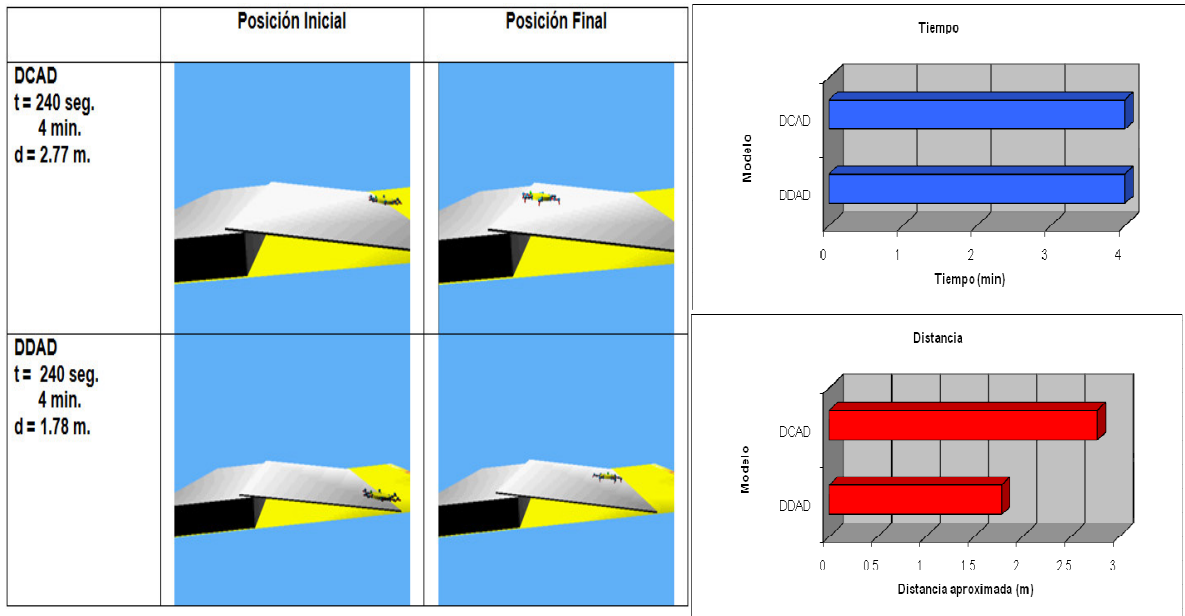 Posición Inicial
Posición Final
DCAD
t = 240 seg.
4 min.
d = 2.77 m.
DDAD
t = 240 seg.
4 min.
d = 1.78 m.
Tiempo
Modelo
DCAD
DDAD
0 1 2 3 4
Tiempo (min)
Distancia
Modelo
DCAD
DDAD
0 0.5 1 1.5 2 2.5 3
Distancia aproximada (m)